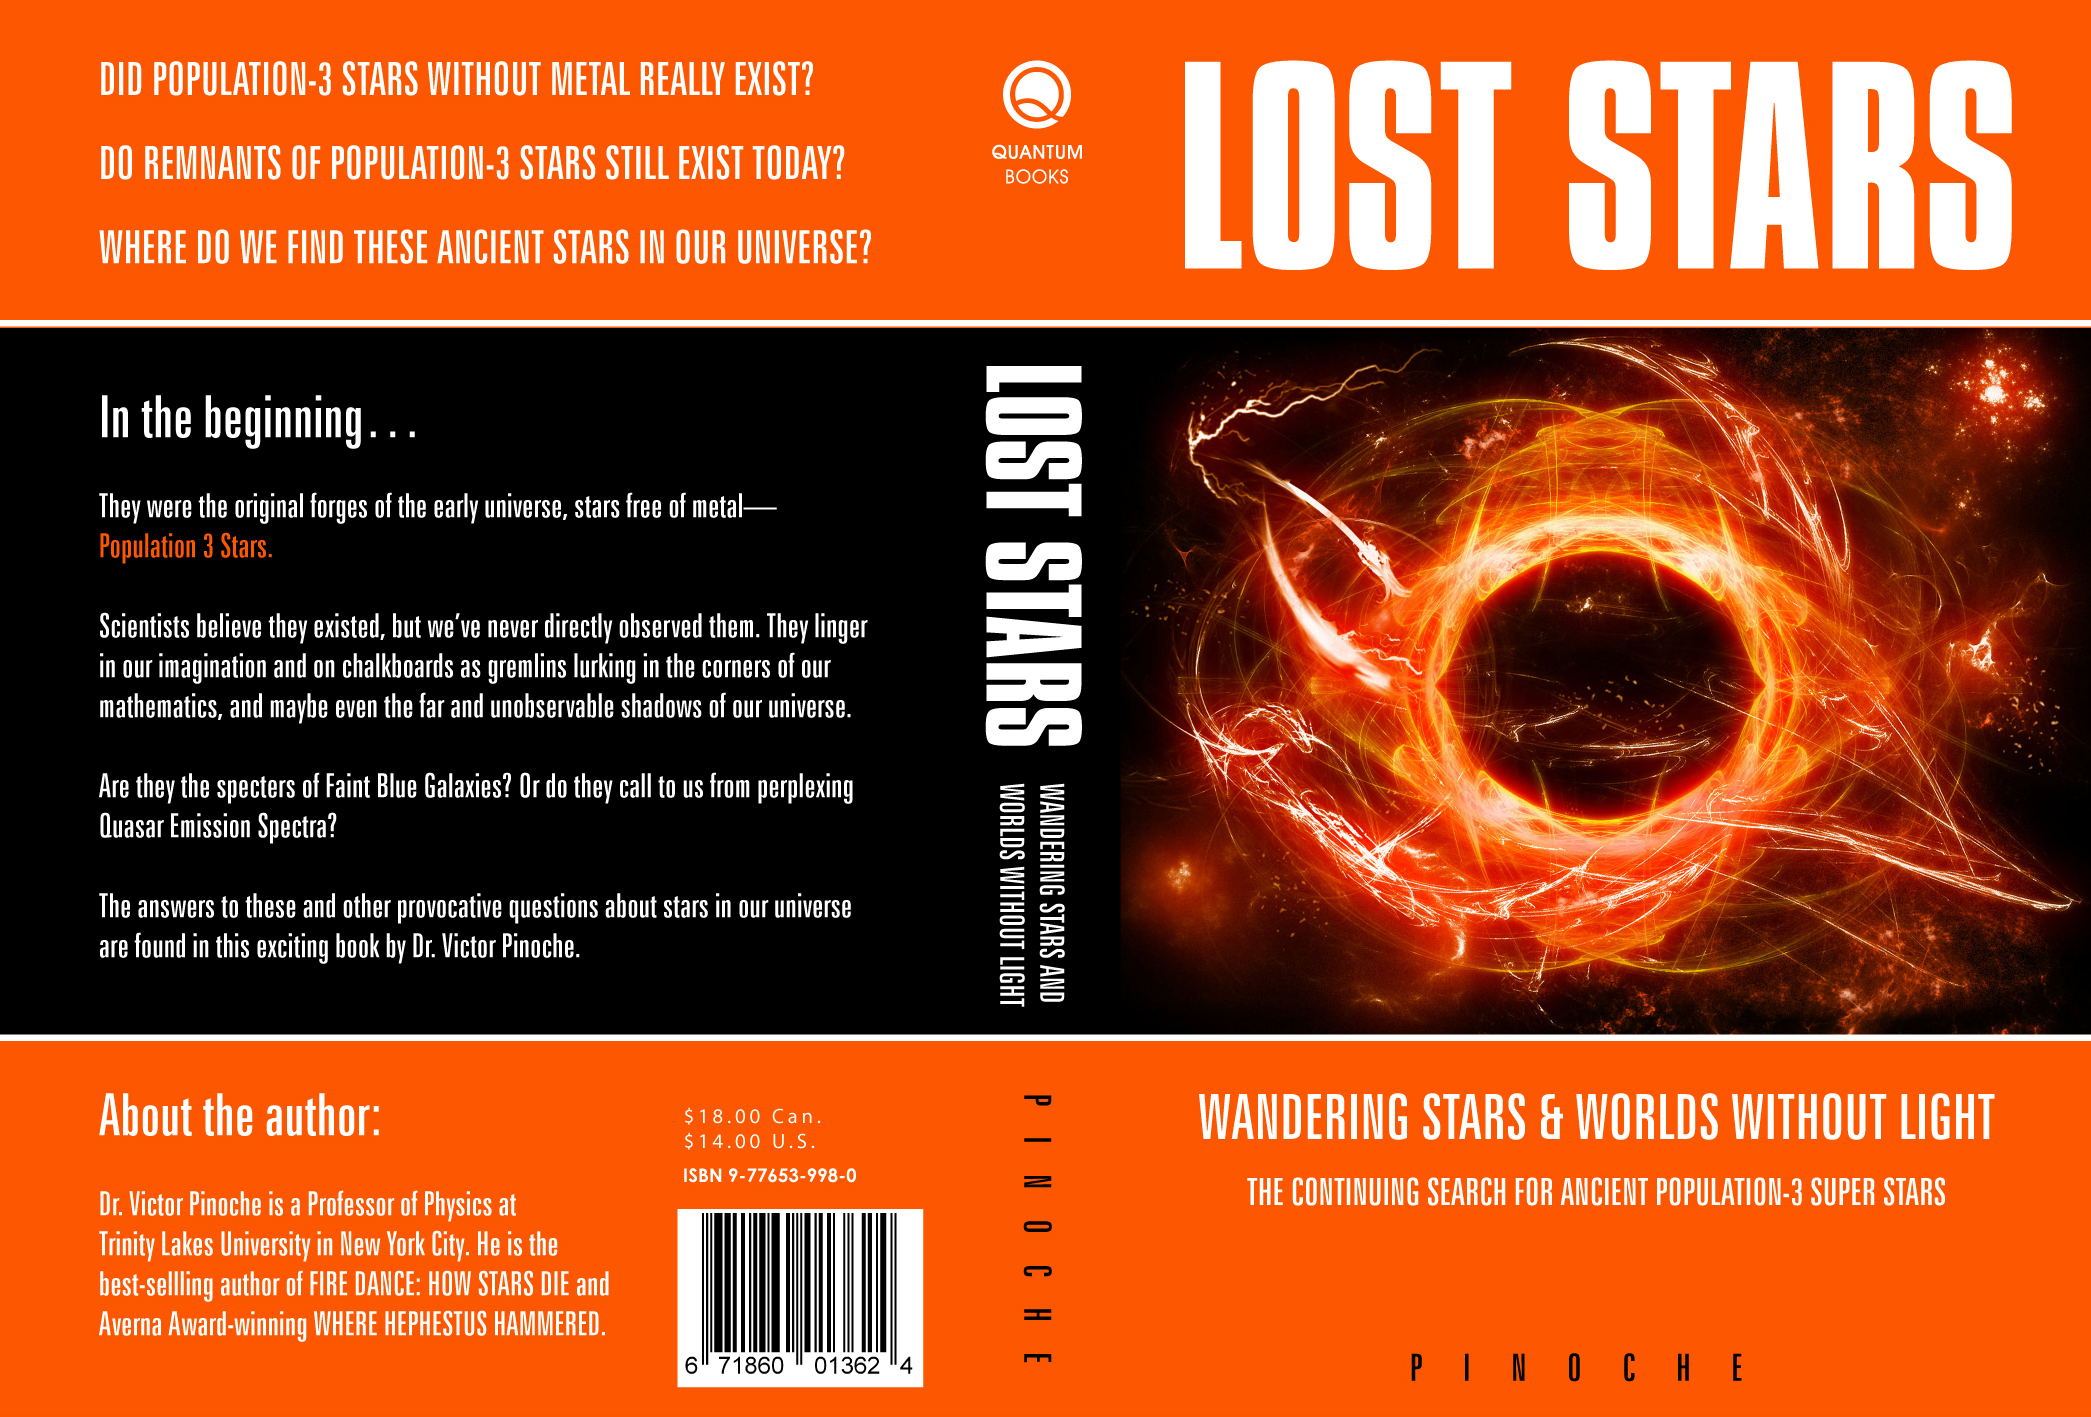 DID POPULATION-3 STARS WITHOUT METAL REALLY EXIST?
DO REMNANTS OF POPULATION-3 STARS STILL EXIST TODAY?
WHERE DO WE FIND THESE ANCIENT STARS IN OUR UNIVERSE?
In the beginning...
They were the original forges of the early universe, stars free of metal—
Population 3 Stars.
Scientists believe they existed, but we've never directly observed them. They linger
in our imagination and on chalkboards as gremlins lurking in the corners of our
mathematics, and maybe even the far and unobservable shadows of our universe.
Are they the specters of Faint Blue Galaxies? Or do they call to us from perplexing
Quasar Emission Spectra?
The answers to these and other provocative questions about stars in our universe
are found in this exciting book by Dr. Victor Pinoche.
About the author:
Dr. Victor Pinoche is a Professor of Physics at
Trinity Lakes University in New York City. He is the
best-sellling author of FIRE DANCE: HOW STARS DIE and
Averna Award-winning WHERE HEPHESTUS HAMMERED.
$18.00 Can.
$14.00 U.S.
ISBN 9-77653-998-0
6 71860 01362 4
QUANTUM
BOOKS
LOST STARS
WANDERING STARS AND
WORLDS WITHOUT LIGHT
PINOCHE
LOST STARS
WANDERING STARS & WORLDS WITHOUT LIGHT
THE CONTINUING SEARCH FOR ANCIENT POPULATION-3 SUPER STARS
PINOCHE